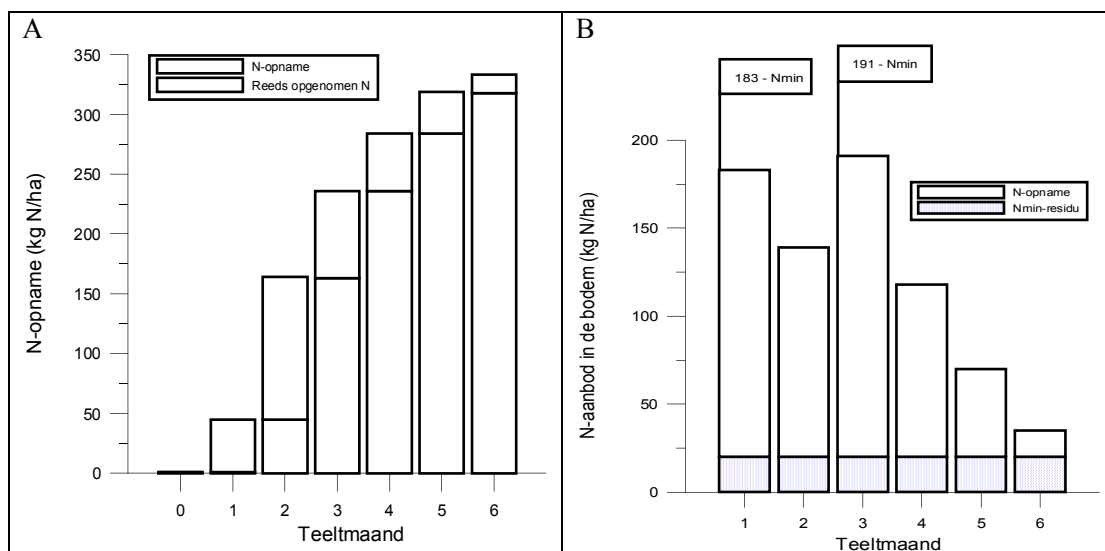 A
N-opname
Reeds opgenomen N
N-opname (kg N/ha)
350
300
250
200
150
100
50
0
0 1 2 3 4 5 6
Teeltmaand
B
183 - Nmin
191 - Nmin
N-opname
Nmin-residu
N-aanbod in de bodem (kg N/ha)
200
150
100
50
0
1 2 3 4 5 6
Teeltmaand